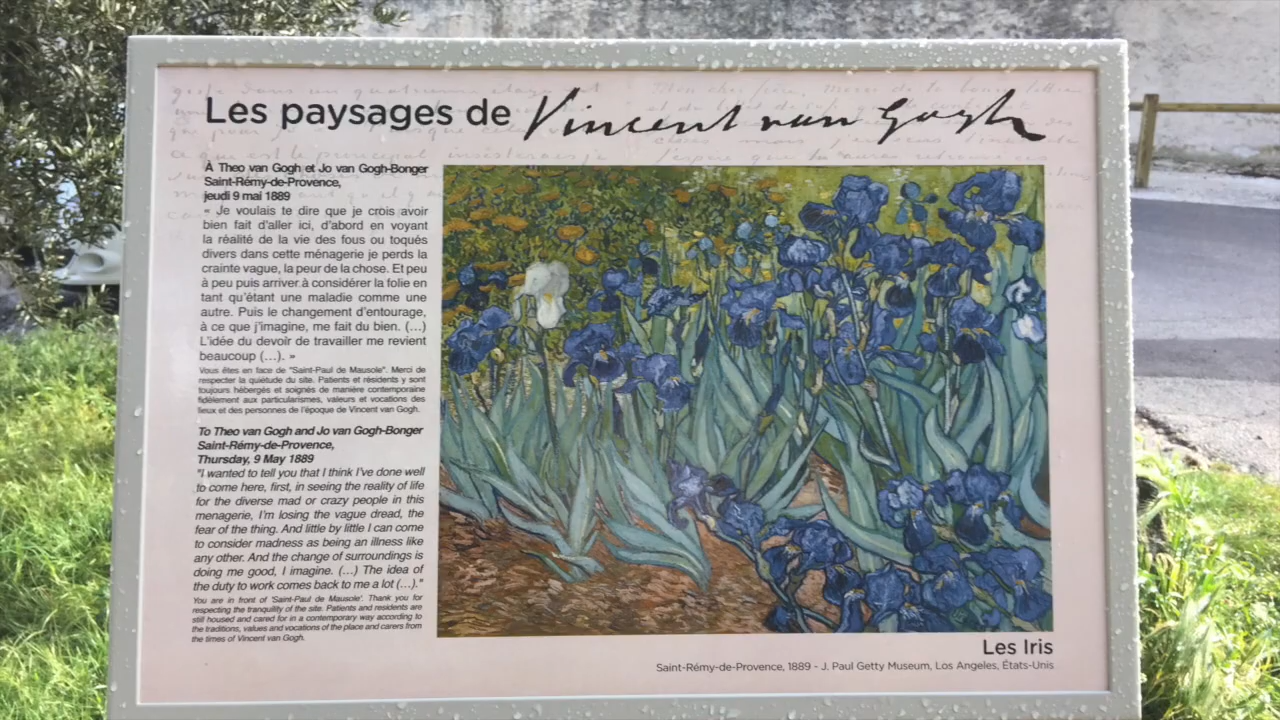 Les paysages de Vincent van Gogh
À Theo van Gogh et Jo van Gogh-Bonger
Saint-Rémy-de-Provence,
jeudi 9 mai 1889
« Je voulais te dire que je crois avoir
bien fait d'aller ici, d'abord en voyant
la réalité de la vie des fous ou toqués
divers dans cette ménagerie je perds la
crainte vague, la peur de la chose. Et peu
à peu puis arriver à considérer la folie en
tant qu'étant une maladie comme une
autre. Puis le changement d'entourage,
à ce que j'imagine, me fait du bien. (...)
L'idée du devoir de travailler me revient
beaucoup (...). »
Vous êtes en face de "Saint-Paul de Mausole". Merci de
respecter la quiétude du site. Patients et résidents y sont
toujours hébergés et soignés de manière contemporaine
fidèlement aux particularismes, valeurs et vocations des
lieux et des personnes de l'époque de Vincent van Gogh.
To Theo van Gogh and Jo van Gogh-Bonger
Saint-Rémy-de-Provence,
Thursday, 9 May 1889
"I wanted to tell you that I think I've done well
to come here, first, in seeing the reality of life
for the diverse mad or crazy people in this
menagerie, I'm losing the vague dread, the
fear of the thing. And little by little I can come
to consider madness as being an illness like
any other. And the change of surroundings is
doing me good, I imagine. (...) The idea of
the duty to work comes back to me a lot (...)."
You are in front of 'Saint-Paul de Mausole'. Thank you for
respecting the tranquility of the site. Patients and residents are
still housed and cared for in a contemporary way according to
the traditions, values and vocations of the place and carers from
the times of Vincent van Gogh.
Les Iris
Saint-Rémy-de-Provence, 1889 - J. Paul Getty Museum, Los Angeles, États-Unis